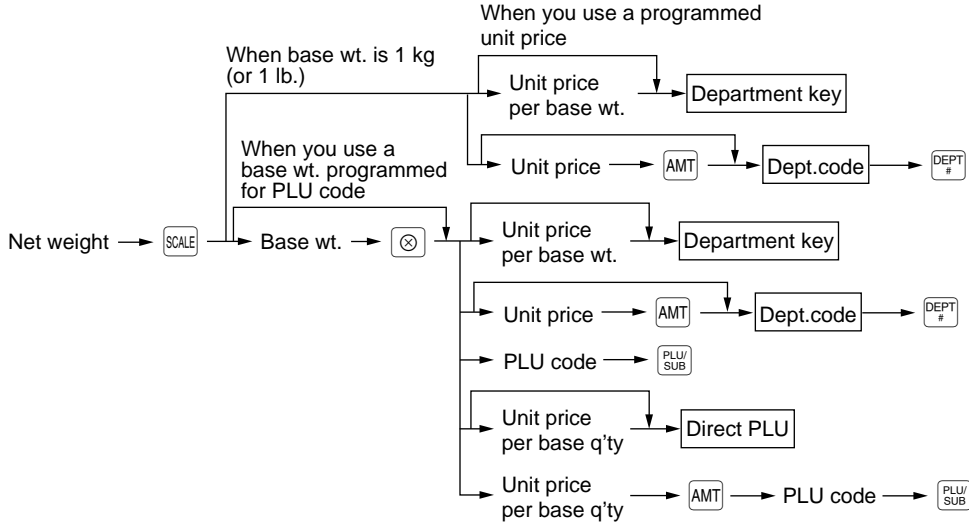 When you use a programmed
unit price
When base wt. is 1 kg
(or 1 lb.)
Unit price
per base wt.
Department key
When you use a
base wt. programmed
for PLU code
Unit price
AMT
Dept.code
DEPT
#
Net weight
SCALE
Base wt.
⊗
Unit price
per base wt.
Department key
Unit price
AMT
Dept.code
DEPT
#
PLU code
PLU/
SUB
Unit price
per base q'ty
Direct PLU
Unit price
per base q'ty
AMT
PLU code
PLU/
SUB